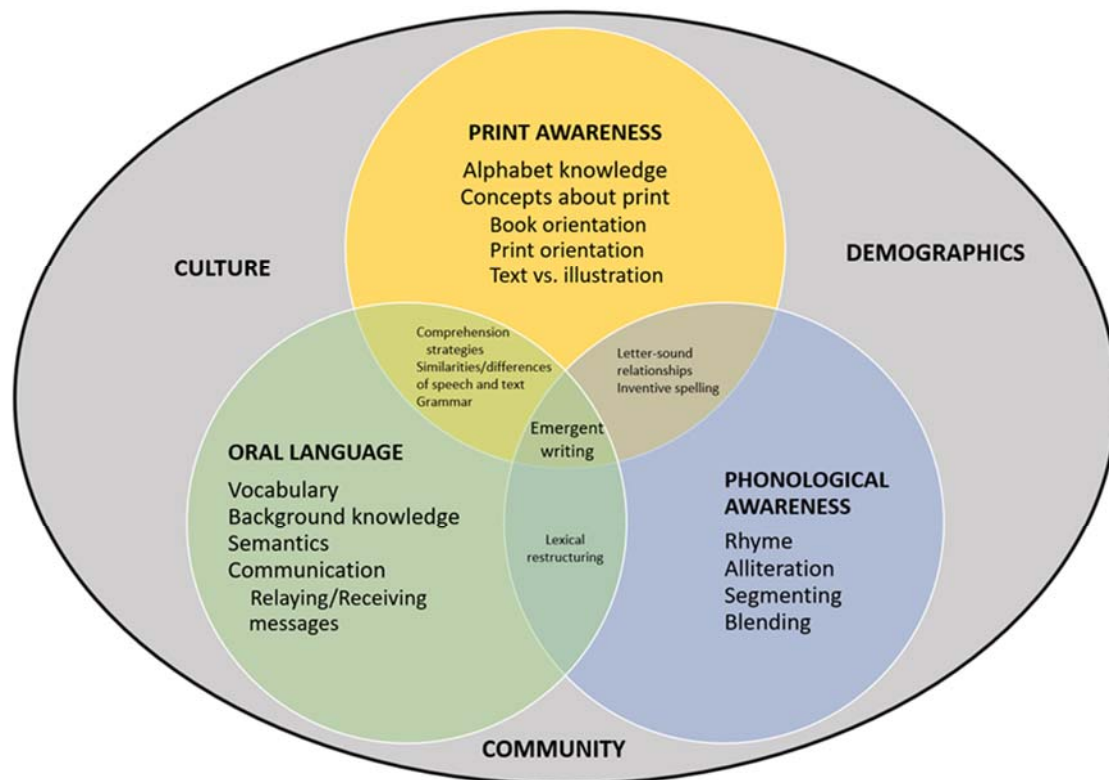 PRINT AWARENESS
Alphabet knowledge
Concepts about print
Book orientation
Print orientation
Text vs. illustration
CULTURE
DEMOGRAPHICS
Comprehension
strategies
Similarities/differences
of speech and text
Grammar
Letter-sound
relationships
Inventive spelling
Emergent
writing
ORAL LANGUAGE
Vocabulary
Background knowledge
Semantics
Communication
Relaying/Receiving
messages
Lexical
restructuring
PHONOLOGICAL
AWARENESS
Rhyme
Alliteration
Segmenting
Blending
COMMUNITY